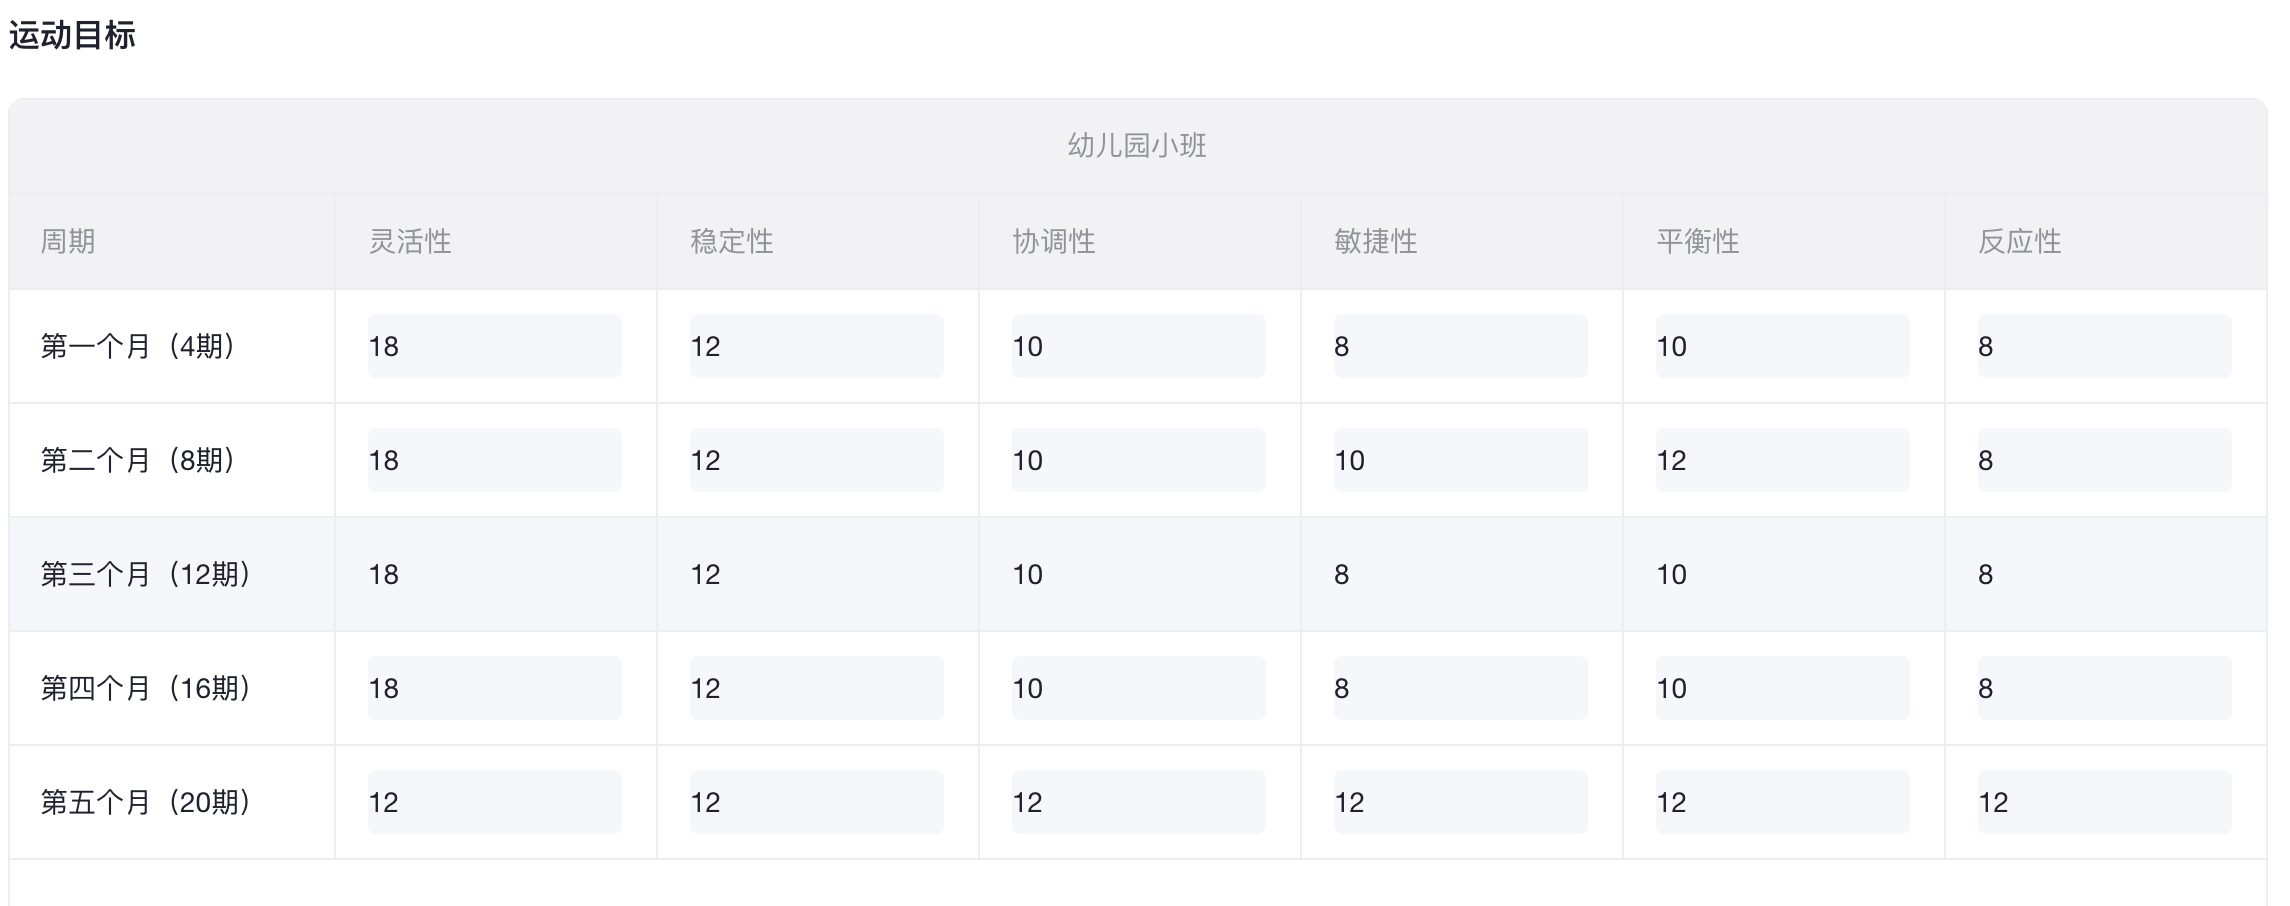 运动目标
幼儿园小班
周期 灵活性 稳定性 协调性 敏捷性 平衡性 反应性
第一个月（4期） 18 12 10 8 10 8
第二个月（8期） 18 12 10 10 12 8
第三个月（12期） 18 12 10 8 10 8
第四个月（16期） 18 12 10 8 10 8
第五个月（20期） 12 12 12 12 12 12